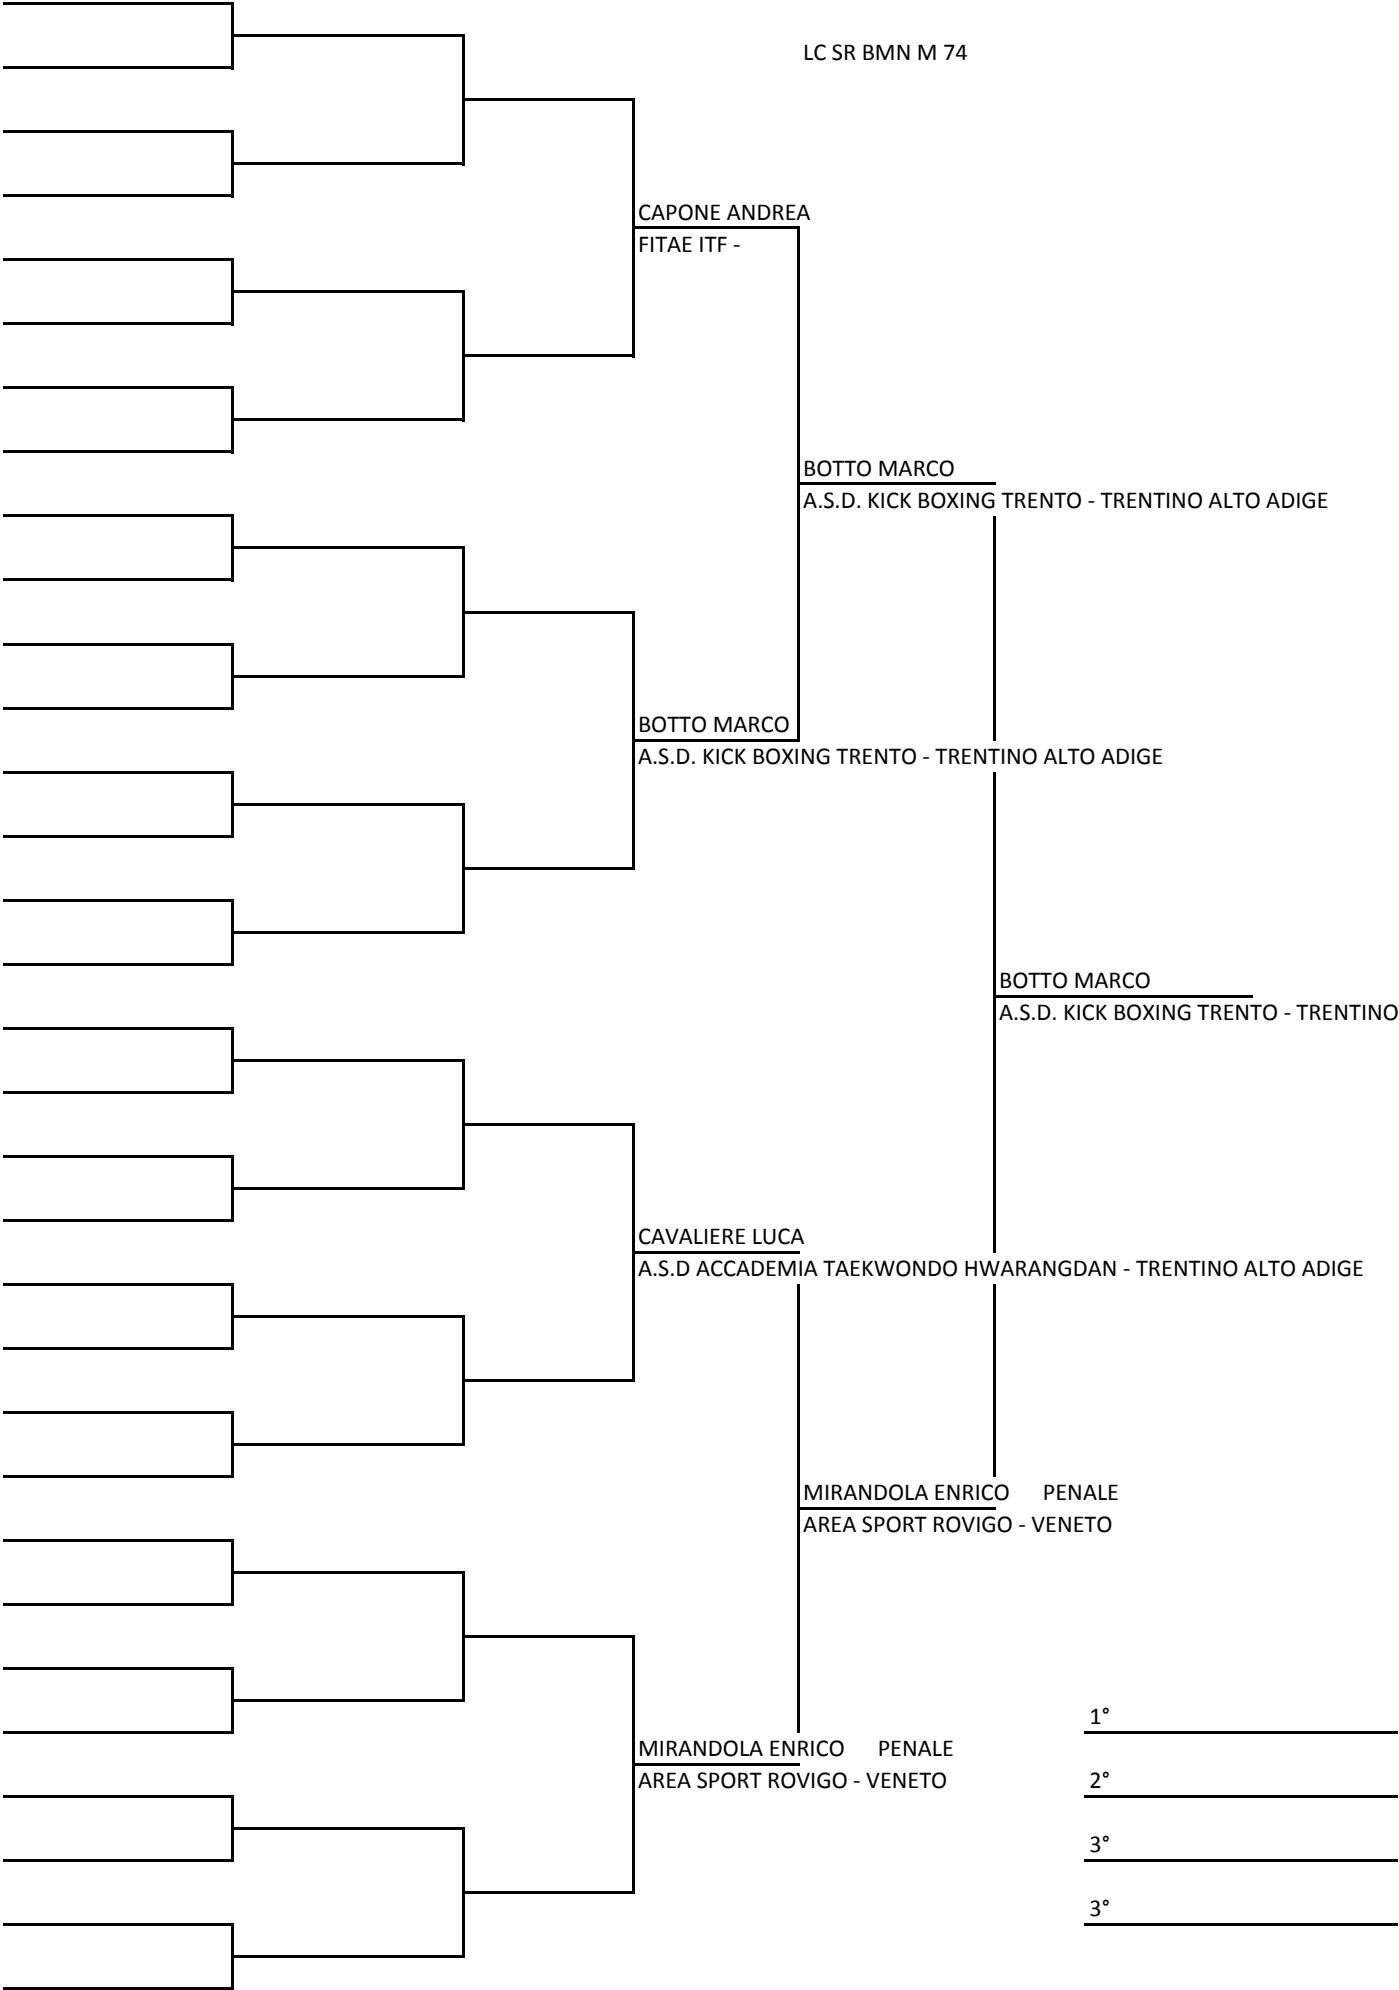 LC SR BMN M 74
CAPONE ANDREA
FITAE ITF -
BOTTO MARCO
A.S.D. KICK BOXING TRENTO - TRENTINO ALTO ADIGE
BOTTO MARCO
A.S.D. KICK BOXING TRENTO - TRENTINO ALTO ADIGE
BOTTO MARCO
A.S.D. KICK BOXING TRENTO - TRENTINO
CAVALIERE LUCA
A.S.D ACCADEMIA TAEKWONDO HWARANGDAN - TRENTINO ALTO ADIGE
MIRANDOLA ENRICO PENALE
AREA SPORT ROVIGO - VENETO
1°
MIRANDOLA ENRICO PENALE
AREA SPORT ROVIGO - VENETO
2°
3°
3°